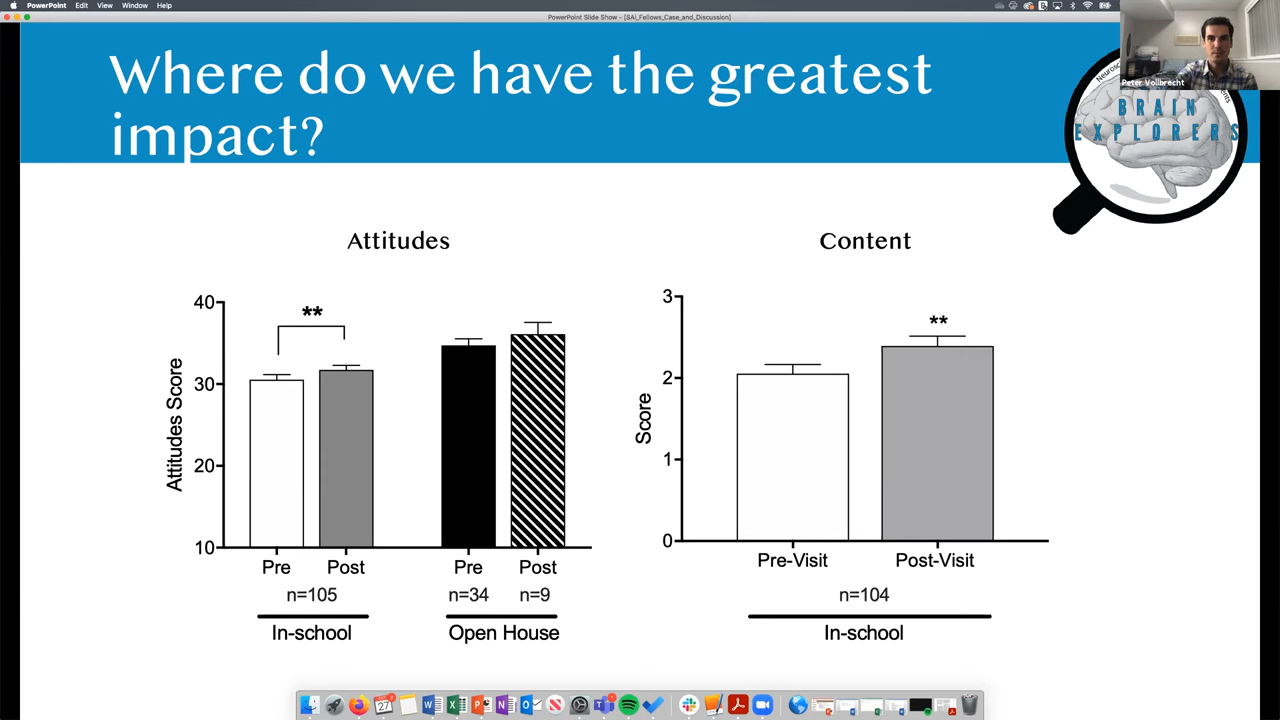 PowerPoint Edit View Window Help
PowerPoint Slide Show - [SAi_Fellows_Case_and_Discussion]
Peter Vollbrecht
Where do we have the greatest
impact?
BRAIN
EXPLORERS
Attitudes
Content
40
30
20
10
Attitudes Score
**
Pre Post Pre Post
n=105 n=34 n=9
In-school Open House
3
2
1
0
Score
**
Pre-Visit Post-Visit
n=104
In-school
27